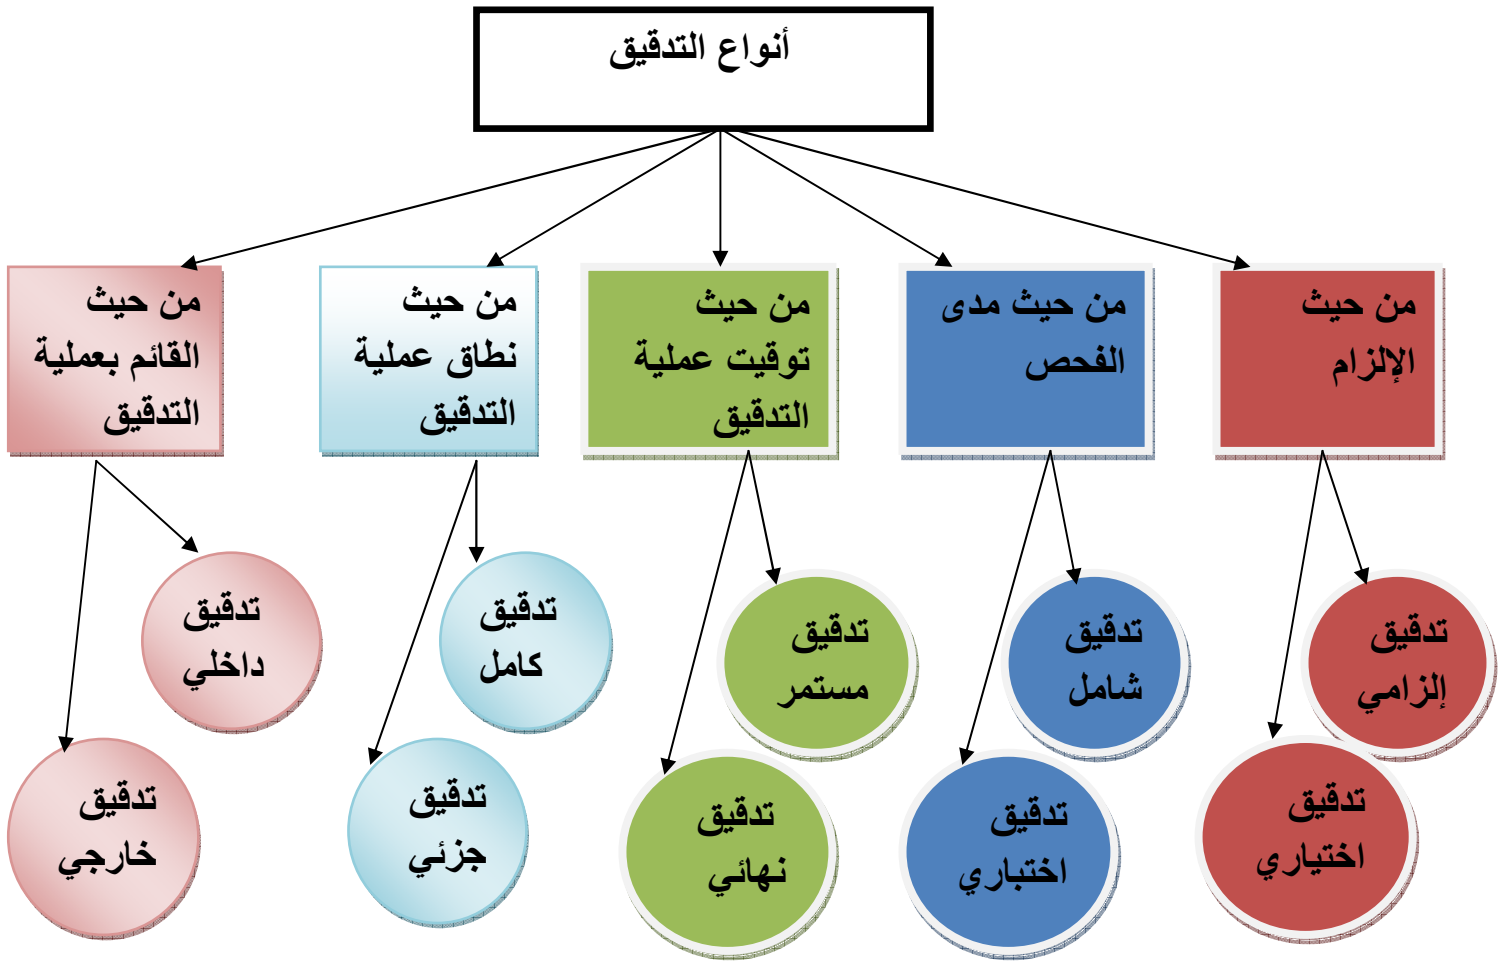 أنواع التدقيق
من حيث
الإلزام
من حيث مدى
الفحص
من حيث
توقيت عملية
التدقيق
من حيث
نطاق عملية
التدقيق
من حيث
القائم بعملية
التدقيق
تدقيق
إلزامي
تدقيق
اختياري
تدقيق
شامل
تدقيق
اختباري
تدقيق
مستمر
تدقيق
نهائي
تدقيق
كامل
تدقيق
جزئي
تدقيق
داخلي
تدقيق
خارجي